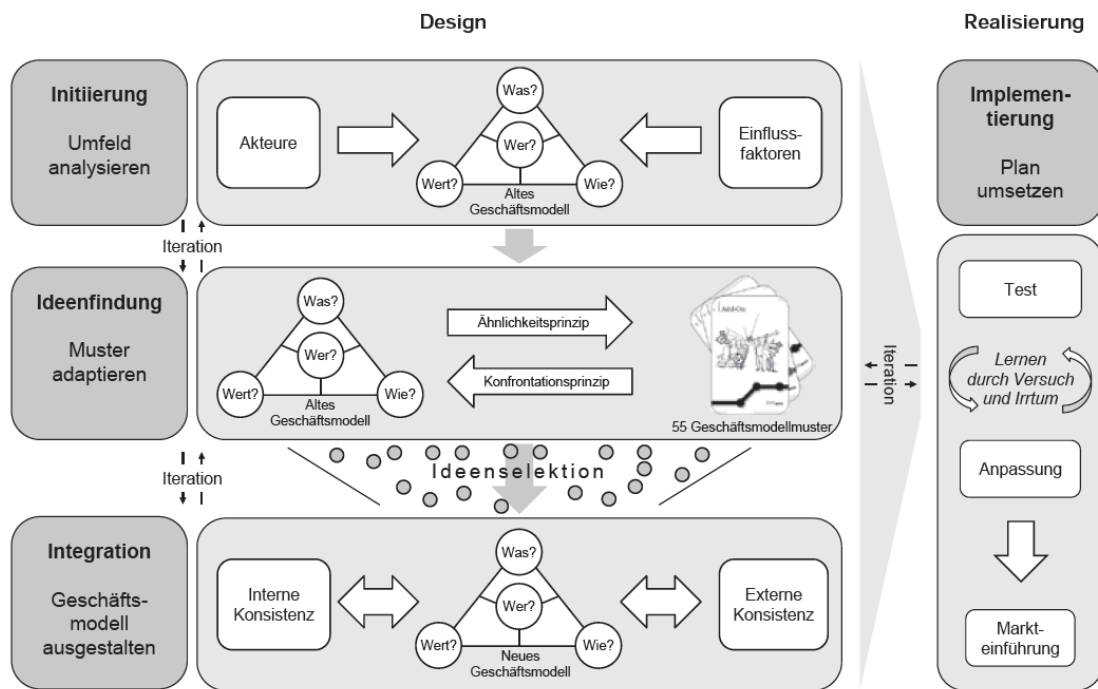 Design
Realisierung
Initiierung
Umfeld
analysieren
Akteure
Was?
Wer?
Wert?
Wie?
Altes
Geschäftsmodell
Einfluss-
faktoren
Implemen-
tierung
Plan
umsetzen
Iteration
Ideenfindung
Muster
adaptieren
Was?
Wer?
Wert?
Wie?
Altes
Geschäftsmodell
Ähnlichkeitsprinzip
Konfrontationsprinzip
Add-On
55 Geschäftsmodellmuster
Iteration
Test
Lernen
durch Versuch
und Irrtum
Anpassung
Markt-
einführung
Iteration
Ideenselektion
Integration
Geschäfts-
modell
ausgestalten
Interne
Konsistenz
Was?
Wer?
Wert?
Wie?
Neues
Geschäftsmodell
Externe
Konsistenz